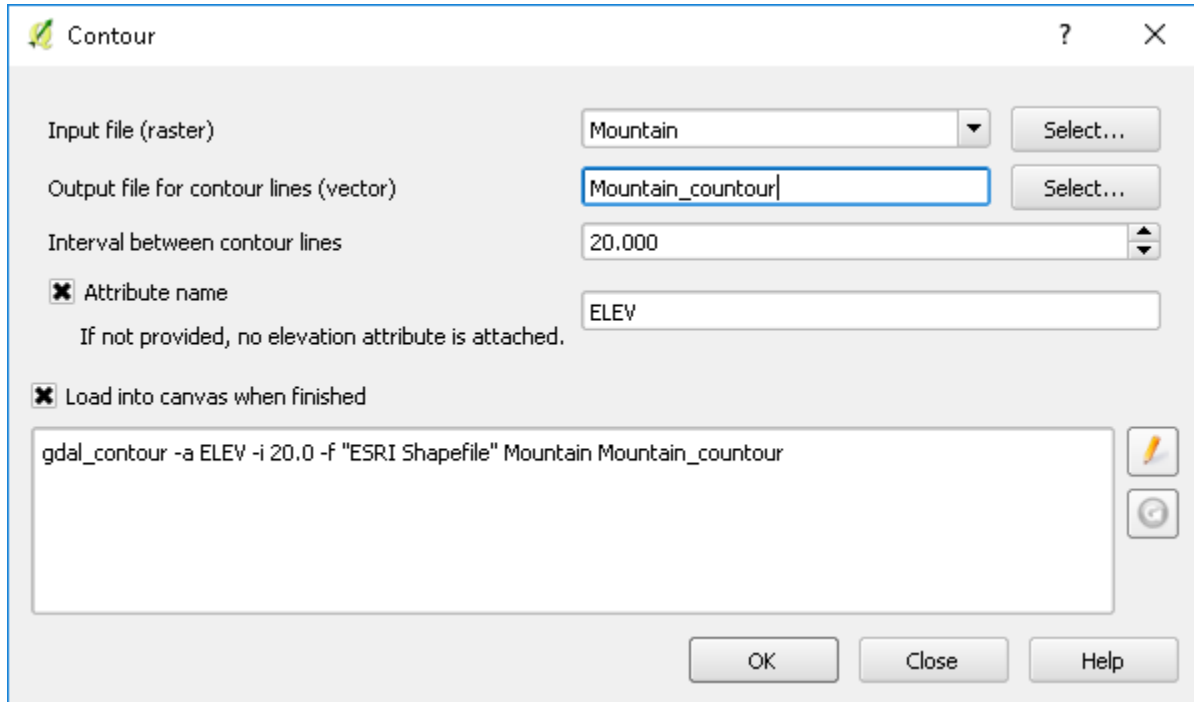 Contour
?
Input file (raster)
Mountain
Select...
Output file for contour lines (vector)
Mountain_countour
Select...
Interval between contour lines
20.000
Attribute name
If not provided, no elevation attribute is attached.
ELEV
Load into canvas when finished
gdal_contour -a ELEV -i 20.0 -f "ESRI Shapefile" Mountain Mountain_countour
OK
Close
Help